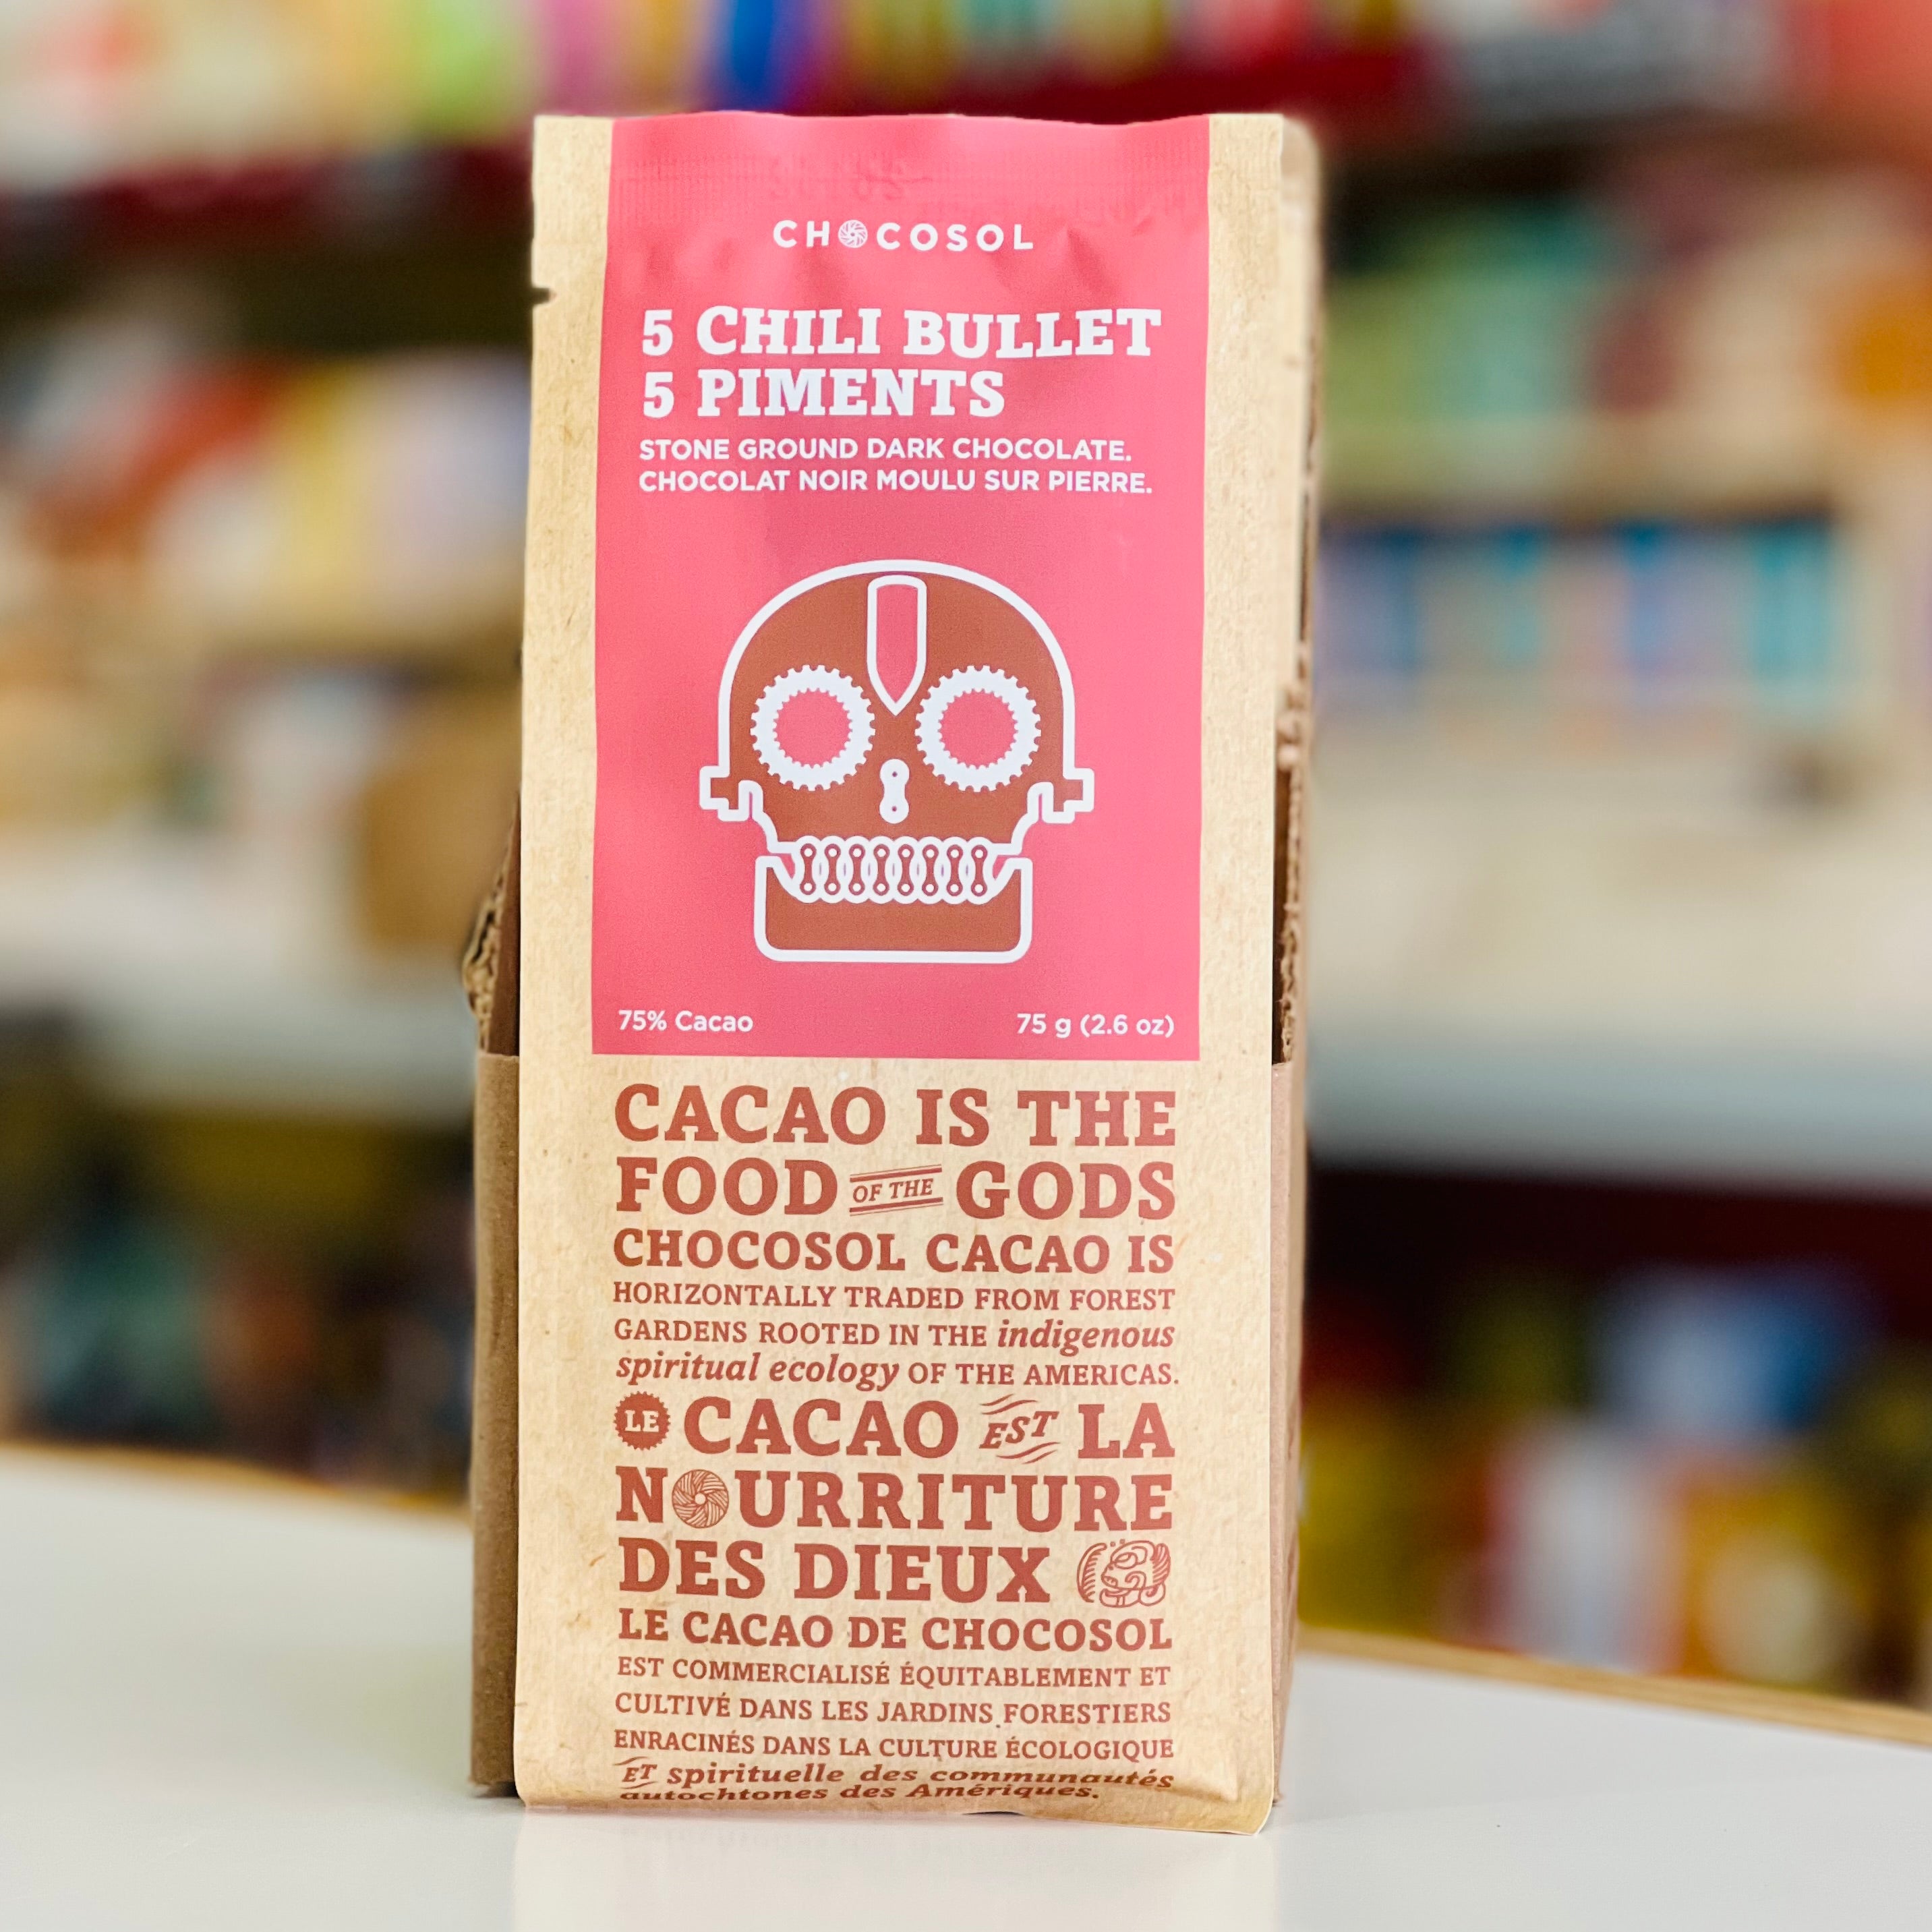 CHOCOSOL
5 CHILI BULLET
5 PIMENTS
STONE GROUND DARK CHOCOLATE.
CHOCOLAT NOIR MOULU SUR PIERRE.
75% Cacao
75 g (2.6 oz)
CACAO IS THE
FOOD OF THE GODS
CHOCOSOL CACAO IS
HORIZONTALLY TRADED FROM FOREST
GARDENS ROOTED IN THE indigenous
spiritual ecology OF THE AMERICAS.
LE CACAO EST LA
NOURRITURE
DES DIEUX
LE CACAO DE CHOCOSOL
EST COMMERCIALISÉ ÉQUITABLEMENT ET
CULTIVÉ DANS LES JARDINS FORESTIERS
ENRACINÉS DANS LA CULTURE ÉCOLOGIQUE
ET spirituelle des communautés
autochtones des Amériques.